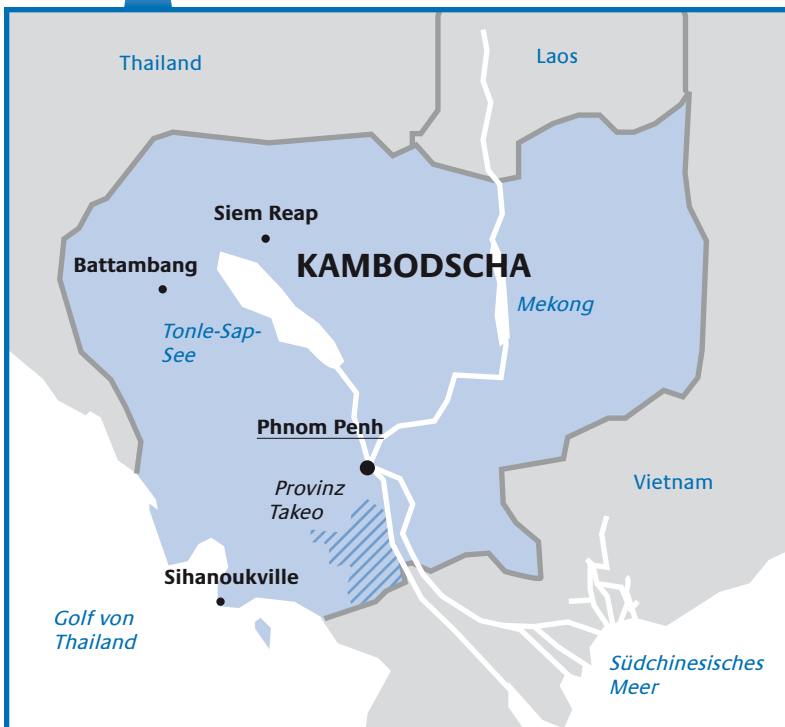 Thailand
Laos
Siem Reap
Battambang
KAMBODSCHA
Tonle-Sap-
See
Mekong
Phnom Penh
Provinz
Takeo
Vietnam
Sihanoukville
Golf von
Thailand
Südchinesisches
Meer